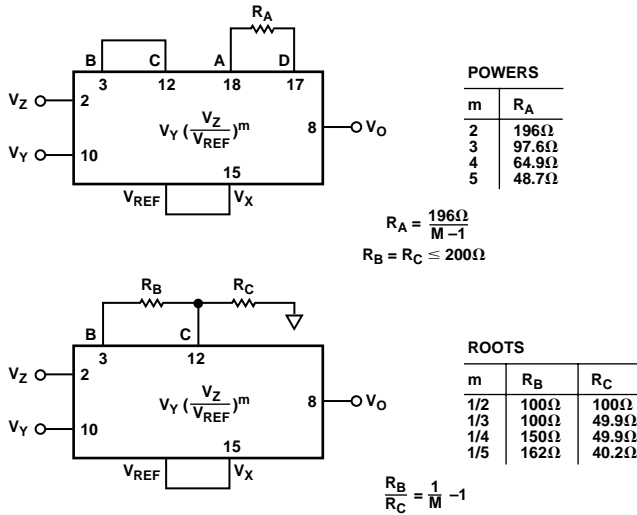 R_A
B C A D
3 12 18 17
V_Z 2
V_Y (V_Z/V_REF)^m
8 V_O
V_Y 10
15
V_REF V_X
POWERS
m R_A
2 196Ω
3 97.6Ω
4 64.9Ω
5 48.7Ω
R_A = 196Ω/M –1
R_B = R_C ≤ 200Ω
R_B R_C
B C
3 12
V_Z 2
V_Y (V_Z/V_REF)^m
8 V_O
V_Y 10
15
V_REF V_X
ROOTS
m R_B R_C
1/2 100Ω 100Ω
1/3 100Ω 49.9Ω
1/4 150Ω 49.9Ω
1/5 162Ω 40.2Ω
R_B/R_C = 1/M –1